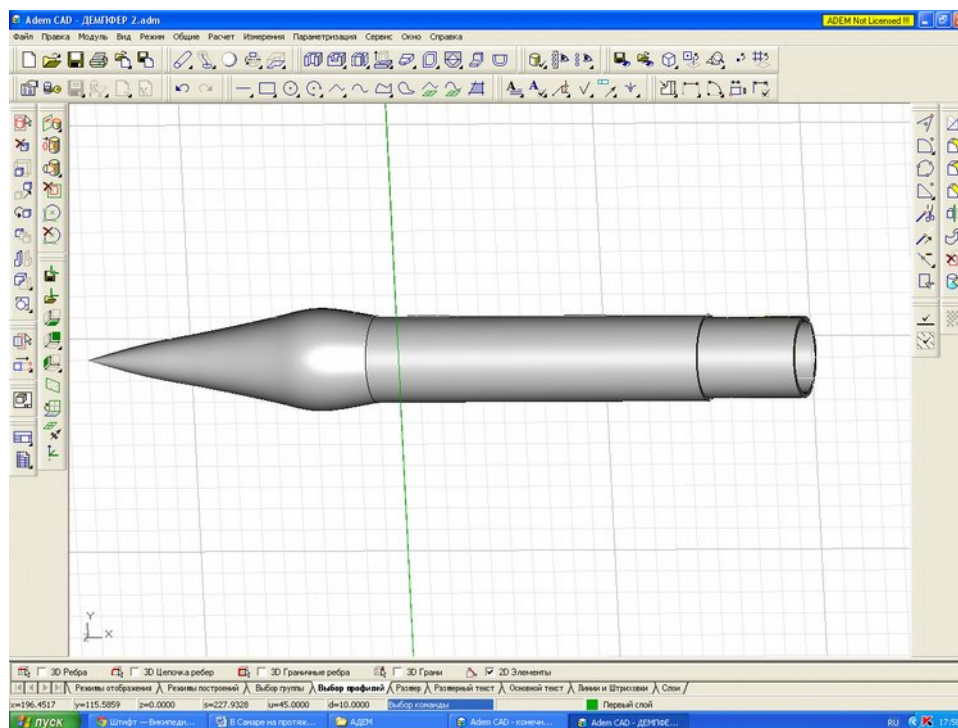 Adem CAD - ДЕМПФЕР 2.adm
ADEM Not Licensed !!!
Файл Правка Модуль Вид Режим Общие Расчет Измерения Параметризация Сервис Окно Справка
Y
Z X
3D Ребра 3D Цепочка ребер 3D Граничные ребра 3D Грани 2D Элементы
Режимы отображения Режимы построений Выбор группы Выбор профилей Размер Размерный текст Основной текст Линии и Штриховки Слои
x=196.4517 y=115.5859 z=0.0000 s=227.9328 u=45.0000 d=10.0000 Выбор команды Первый слой
пуск Штифт — Википеди... В Самаре на протяж... АДЕМ Adem CAD - конечн... Adem CAD - ДЕМПФЕ... RU